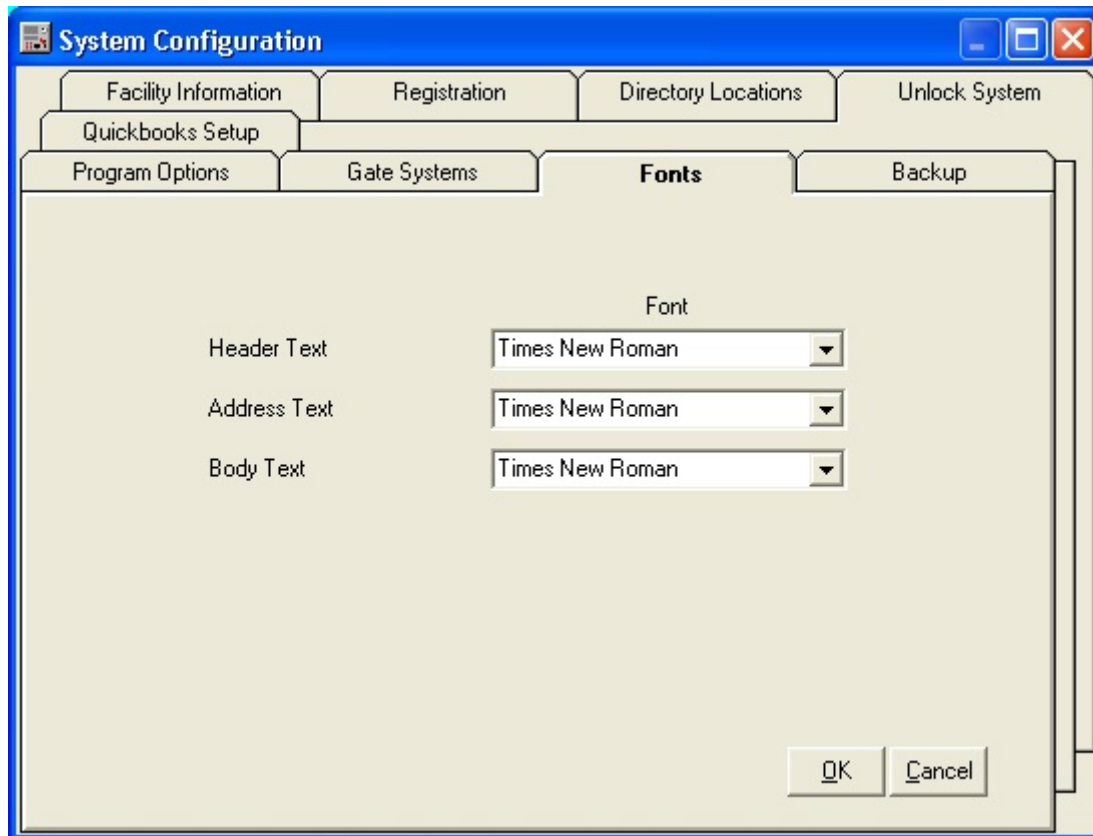 System Configuration
Facility Information Registration Directory Locations Unlock System
Quickbooks Setup
Program Options Gate Systems Fonts Backup
Font
Header Text Times New Roman
Address Text Times New Roman
Body Text Times New Roman
OK Cancel